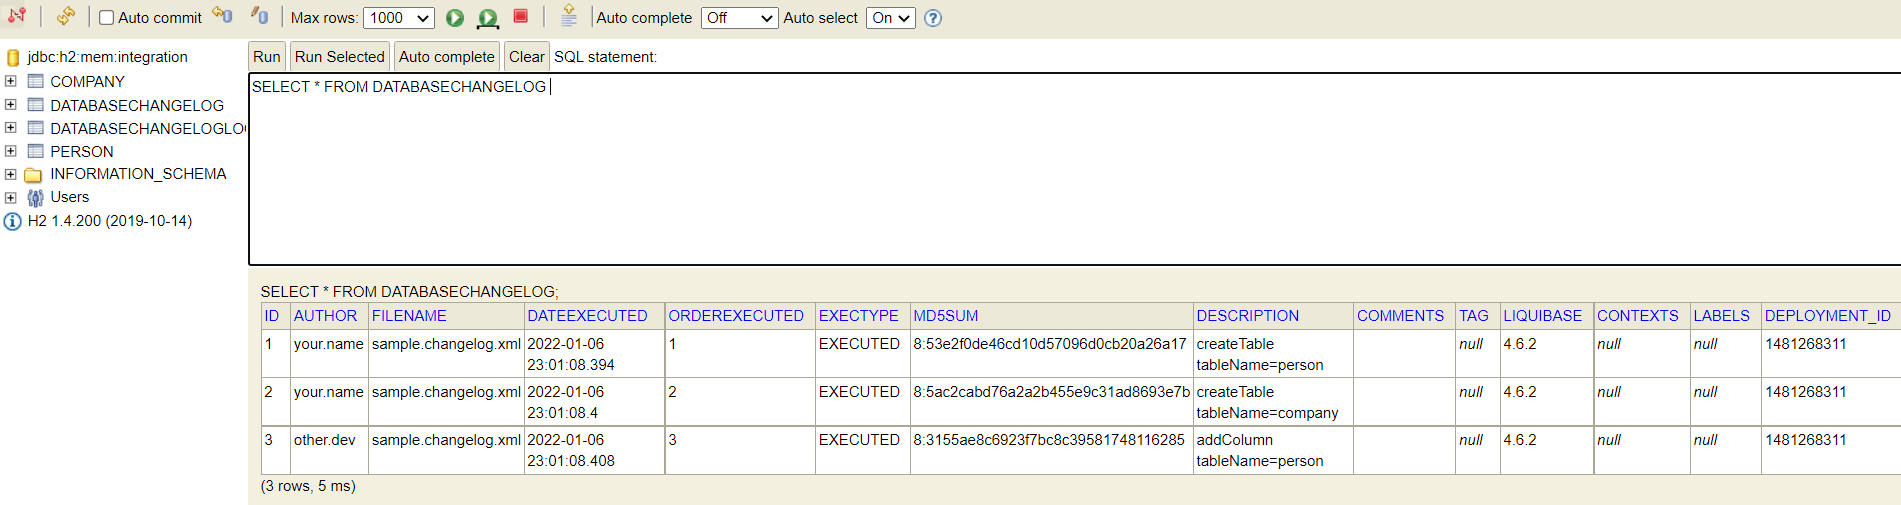 Auto commit Max rows: 1000 Auto complete Off Auto select On
jdbc:h2:mem:integration
COMPANY
DATABASECHANGELOG
DATABASECHANGELOGLO
PERSON
INFORMATION_SCHEMA
Users
H2 1.4.200 (2019-10-14)
Run Run Selected Auto complete Clear SQL statement:
SELECT * FROM DATABASECHANGELOG
SELECT * FROM DATABASECHANGELOG;
ID AUTHOR FILENAME DATEEXECUTED ORDEREXECUTED EXECTYPE MD5SUM DESCRIPTION COMMENTS TAG LIQUIBASE CONTEXTS LABELS DEPLOYMENT_ID
1 your.name sample.changelog.xml 2022-01-06 1 EXECUTED 8:53e2f0de46cd10d57096d0cb20a26a17 createTable null 4.6.2 null null 1481268311
23:01:08.394 tableName=person
2 your.name sample.changelog.xml 2022-01-06 2 EXECUTED 8:5ac2cabd76a2a2b455e9c31ad8693e7b createTable null 4.6.2 null null 1481268311
23:01:08.4 tableName=company
3 other.dev sample.changelog.xml 2022-01-06 3 EXECUTED 8:3155ae8c6923f7bc8c39581748116285 addColumn null 4.6.2 null null 1481268311
23:01:08.408 tableName=person
(3 rows, 5 ms)